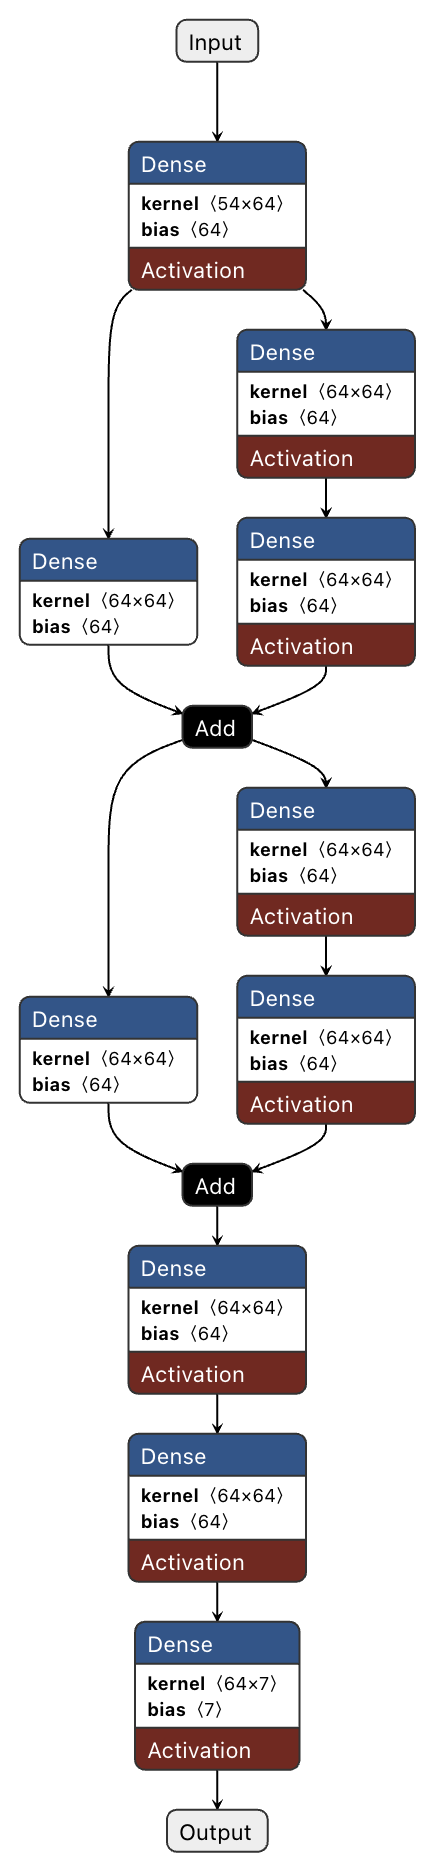 Input
Dense
kernel 〈54×64〉
bias 〈64〉
Activation
Dense
kernel 〈64×64〉
bias 〈64〉
Activation
Dense
kernel 〈64×64〉
bias 〈64〉
Activation
Dense
kernel 〈64×64〉
bias 〈64〉
Add
Dense
kernel 〈64×64〉
bias 〈64〉
Activation
Dense
kernel 〈64×64〉
bias 〈64〉
Activation
Dense
kernel 〈64×64〉
bias 〈64〉
Add
Dense
kernel 〈64×64〉
bias 〈64〉
Activation
Dense
kernel 〈64×64〉
bias 〈64〉
Activation
Dense
kernel 〈64×7〉
bias 〈7〉
Activation
Output